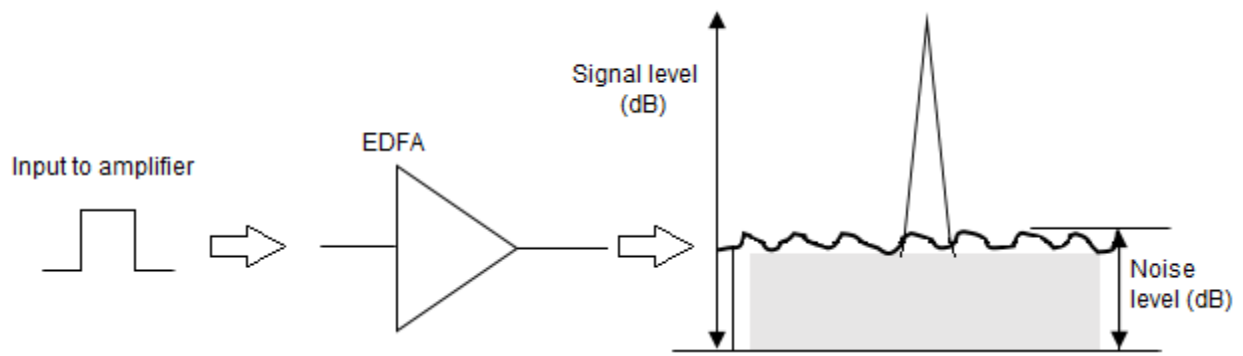 Input to amplifier
EDFA
Signal level
(dB)
Noise
level (dB)